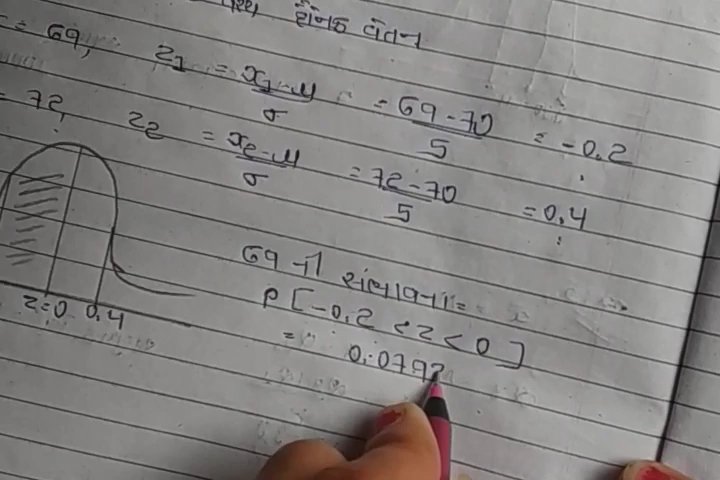 દૈનિક વેતન
= 69, z₁ = x₁-μ/σ = 69-70/5 = -0.2
= 72, z₂ = x₂-μ/σ = 72-70/5 = 0.4
69 ની સંભાવના =
P [-0.2 < z < 0]
z=0 0.4
= 0.0793